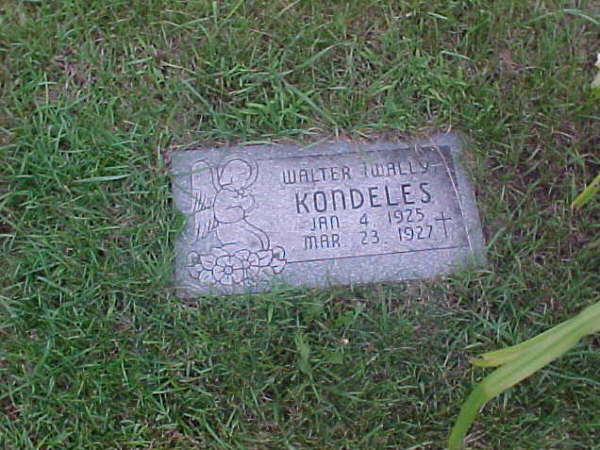 WALTER (WALLY)
KONDELES
JAN 4 1925
MAR 23. 1927